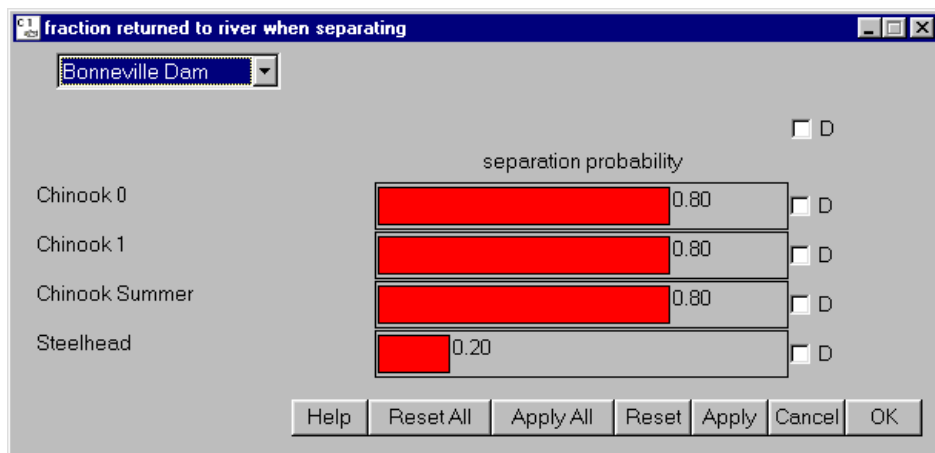 fraction returned to river when separating
Bonneville Dam
D
separation probability
Chinook 0 0.80 D
Chinook 1 0.80 D
Chinook Summer 0.80 D
Steelhead 0.20 D
Help Reset All Apply All Reset Apply Cancel OK